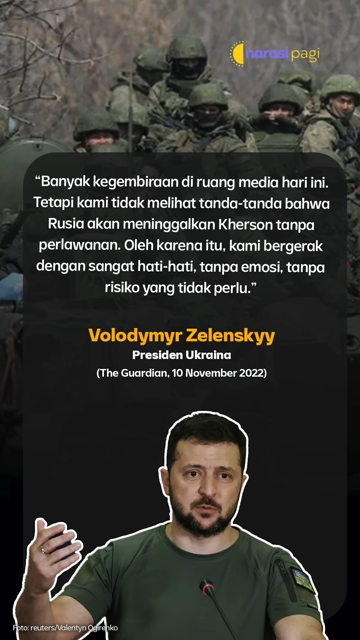 narasi pagi
“Banyak kegembiraan di ruang media hari ini.
Tetapi kami tidak melihat tanda-tanda bahwa
Rusia akan meninggalkan Kherson tanpa
perlawanan. Oleh karena itu, kami bergerak
dengan sangat hati-hati, tanpa emosi, tanpa
risiko yang tidak perlu.”
Volodymyr Zelenskyy
Presiden Ukraina
(The Guardian, 10 November 2022)
Foto: reuters/Valentyn Ogirenko